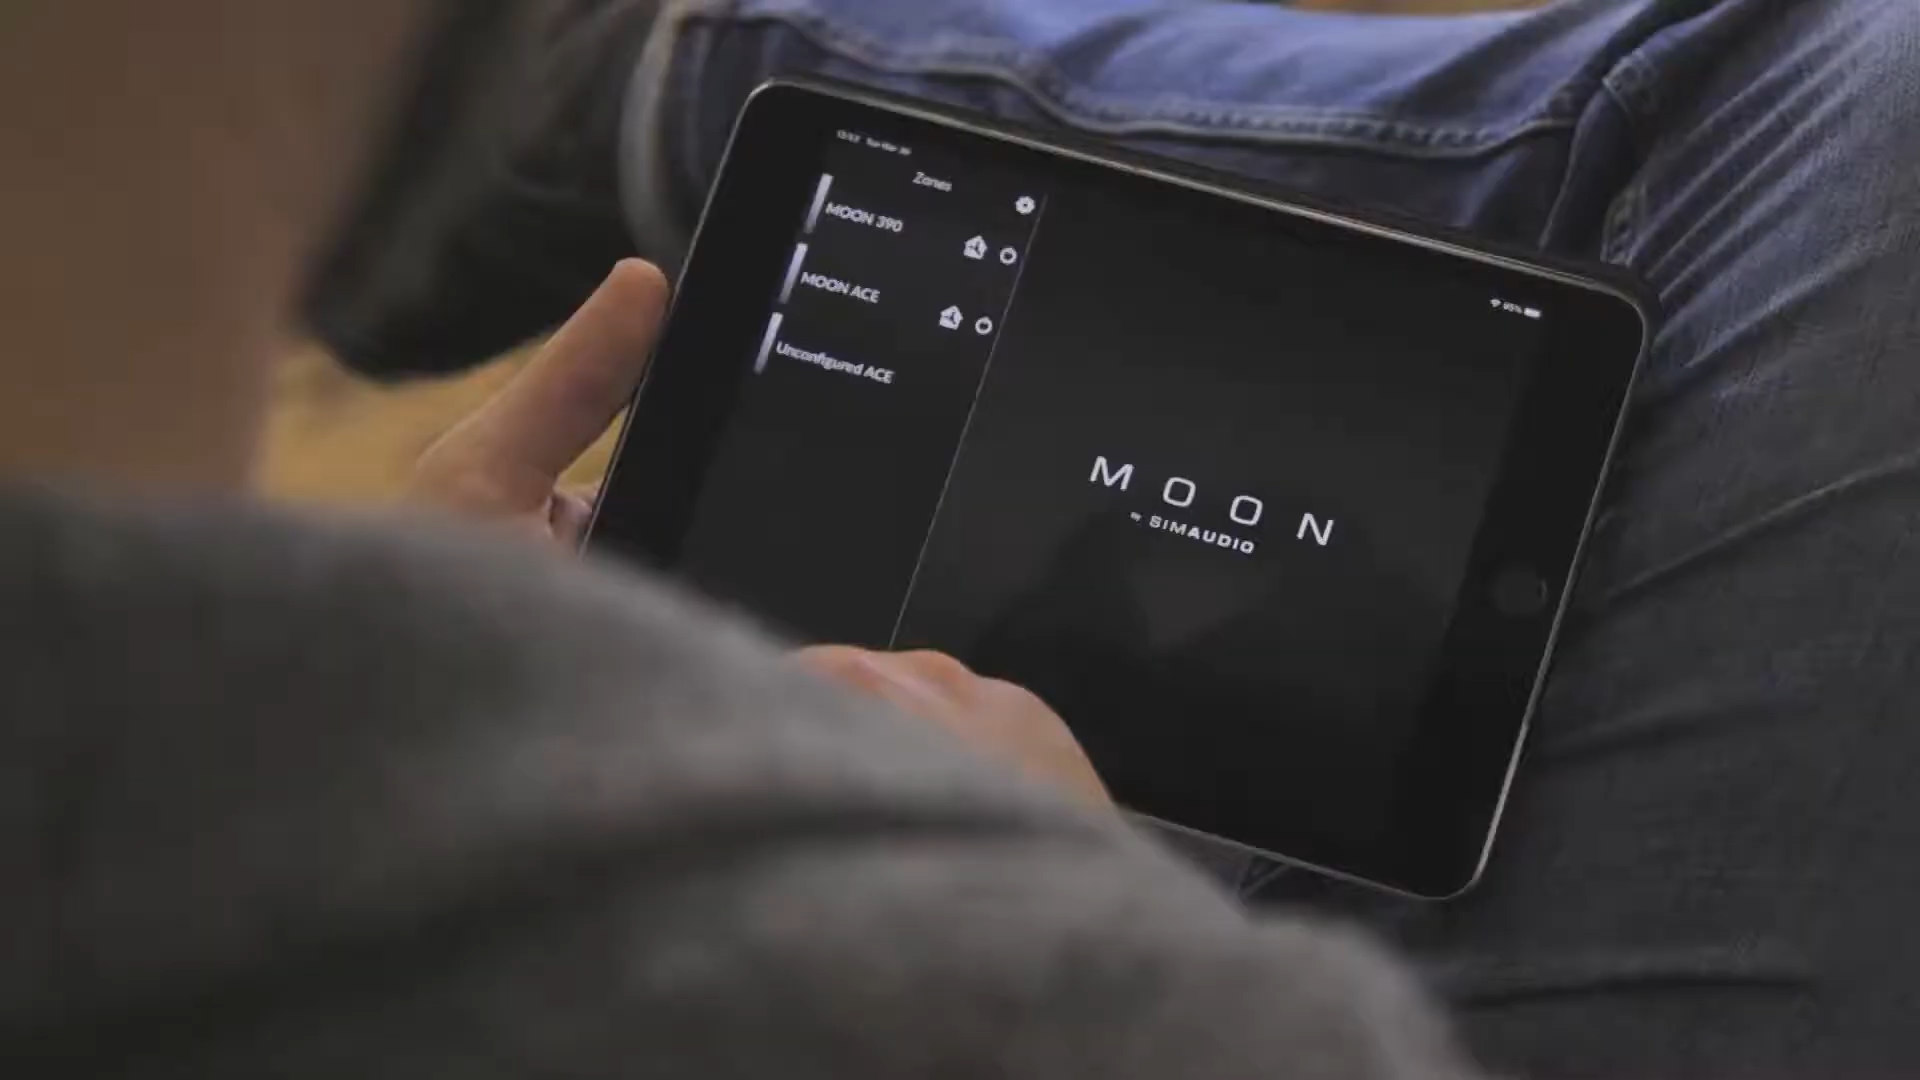 Zones
MOON 390
MOON ACE
Unconfigured ACE
MOON
by SIMAUDIO